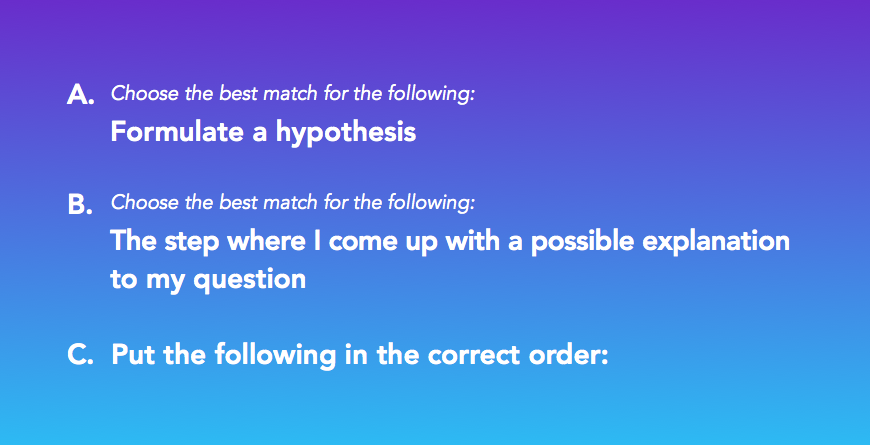 A. Choose the best match for the following:
Formulate a hypothesis
B. Choose the best match for the following:
The step where I come up with a possible explanation
to my question
C. Put the following in the correct order: